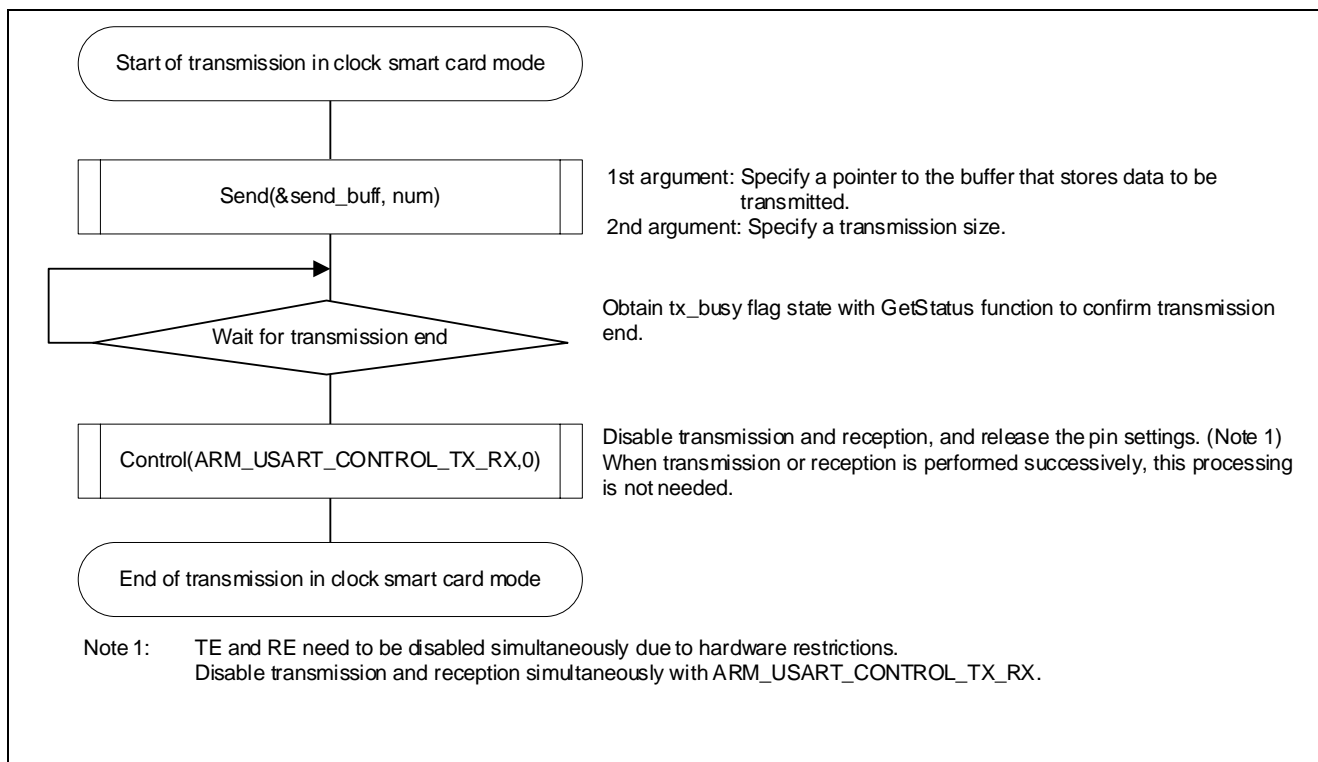 Start of transmission in clock smart card mode
Send(&send_buff, num)
1st argument: Specify a pointer to the buffer that stores data to be
transmitted.
2nd argument: Specify a transmission size.
Wait for transmission end
Obtain tx_busy flag state with GetStatus function to confirm transmission
end.
Control(ARM_USART_CONTROL_TX_RX,0)
Disable transmission and reception, and release the pin settings. (Note 1)
When transmission or reception is performed successively, this processing
is not needed.
End of transmission in clock smart card mode
Note 1: TE and RE need to be disabled simultaneously due to hardware restrictions.
Disable transmission and reception simultaneously with ARM_USART_CONTROL_TX_RX.